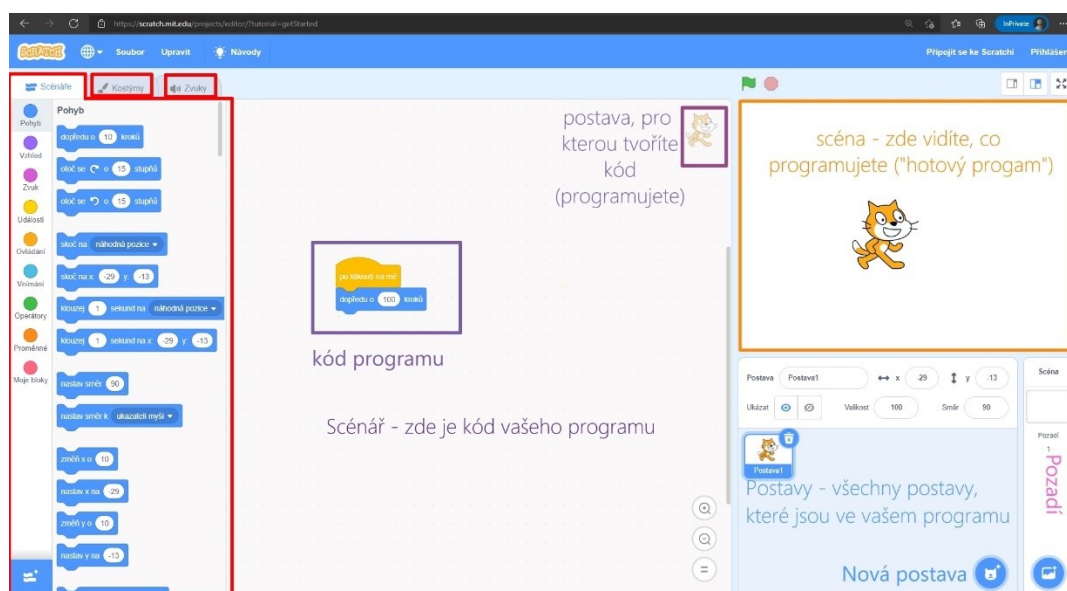 https://scratch.mit.edu/projects/editor/?tutorial=getStarted
InPrivate
SCRATCH
Soubor
Upravit
Návody
Připojit se ke Scratchi
Přihlášení
Scénáře
Kostýmy
Zvuky
Pohyb
Vzhled
Zvuk
Události
Ovládání
Vnímání
Operátory
Proměnné
Moje bloky
Pohyb
dopředu o 10 kroků
otoč se o 15 stupňů
otoč se o 15 stupňů
skoč na náhodná pozice
skoč na x: -29 y: -13
klouzej 1 sekund na náhodná pozice
klouzej 1 sekund na x: -29 y: -13
nastav směr 90
nastav směr k ukazateli myši
změň x o 10
nastav x na -29
změň y o 10
nastav y na -13
postava, pro
kterou tvoříte
kód
(programujete)
po kliknutí na mě
dopředu o 100 kroků
kód programu
Scénář - zde je kód vašeho programu
scéna - zde vidíte, co
programujete ("hotový progam")
Postava Postava1 x -29 y -13
Ukázat Velikost 100 Směr 90
Postava1
Postavy - všechny postavy,
které jsou ve vašem programu
Nová postava
Scéna
Pozadí
1
Pozadí